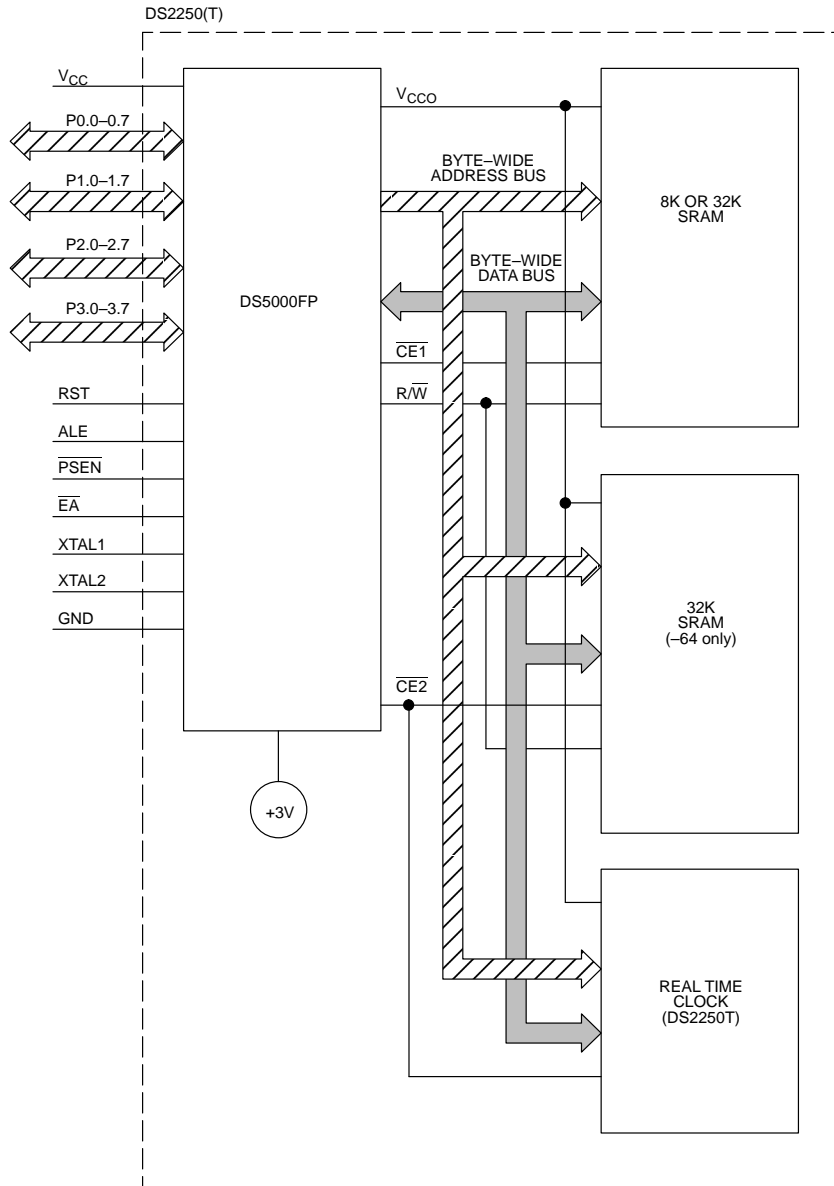 DS2250(T)
VCC
P0.0–0.7
P1.0–1.7
P2.0–2.7
P3.0–3.7
RST
ALE
PSEN
EA
XTAL1
XTAL2
GND
DS5000FP
+3V
VCCO
BYTE–WIDE
ADDRESS BUS
BYTE–WIDE
DATA BUS
CE1
R/W
CE2
8K OR 32K
SRAM
32K
SRAM
(–64 only)
REAL TIME
CLOCK
(DS2250T)